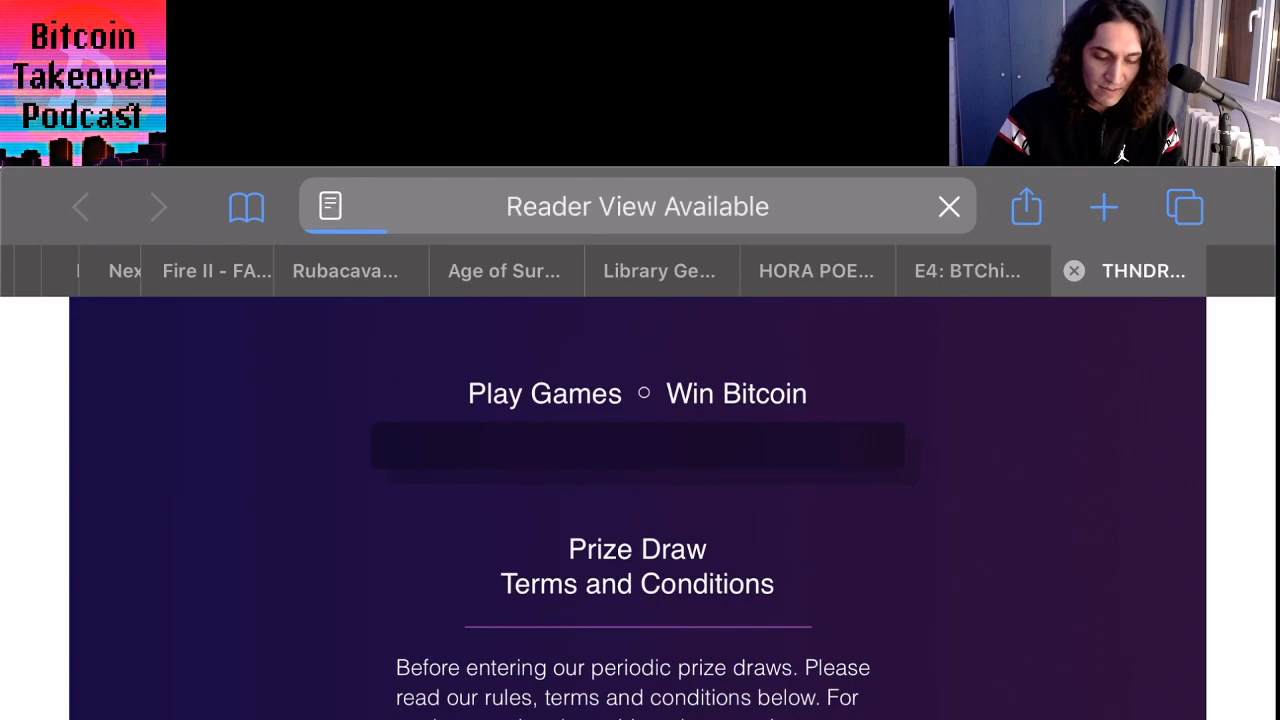 Bitcoin
Takeover
Podcast
Reader View Available
Nex
Fire II - FA...
Rubacava...
Age of Sur...
Library Ge...
HORA POE...
E4: BTChi...
THNDR...
Play Games ○ Win Bitcoin
Prize Draw
Terms and Conditions
Before entering our periodic prize draws. Please
read our rules, terms and conditions below. For